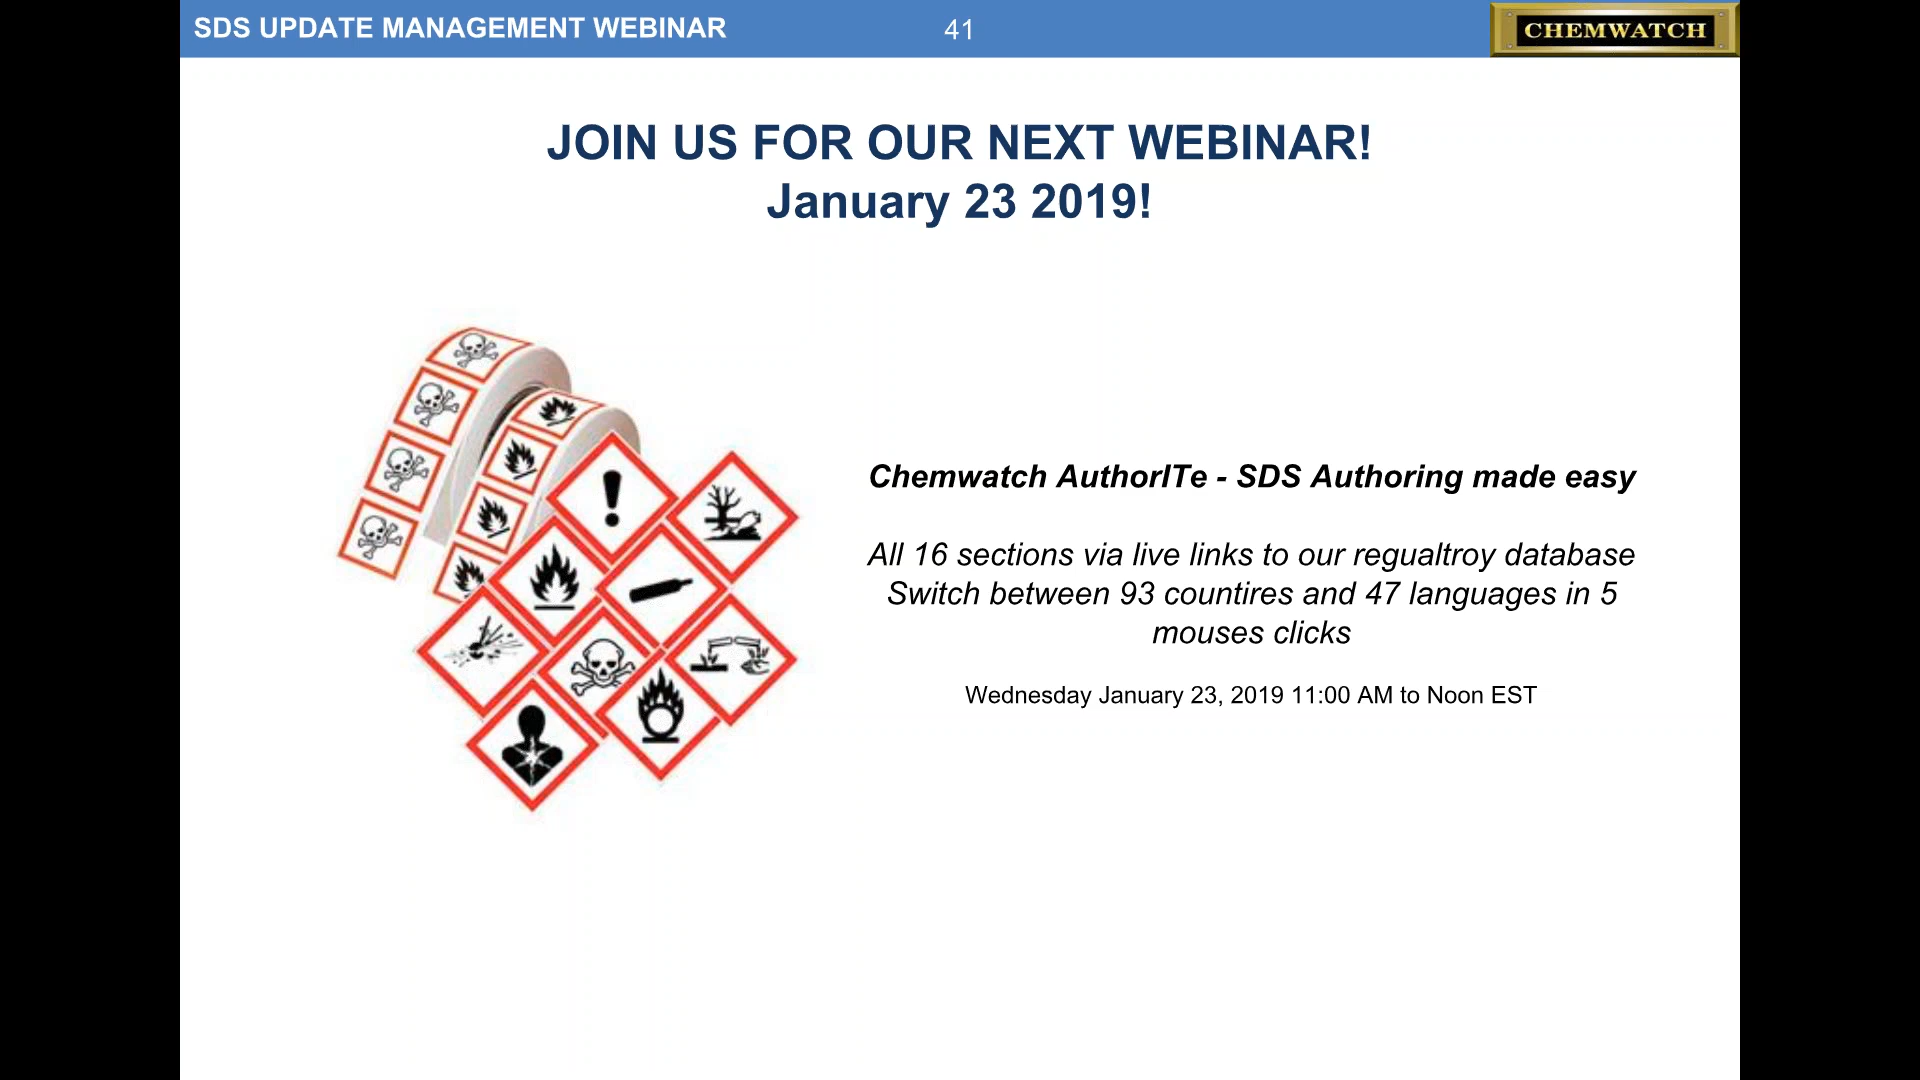 SDS UPDATE MANAGEMENT WEBINAR
41
CHEMWATCH
JOIN US FOR OUR NEXT WEBINAR!
January 23 2019!
Chemwatch AuthorITe - SDS Authoring made easy
All 16 sections via live links to our regualtroy database
Switch between 93 countires and 47 languages in 5
mouses clicks
Wednesday January 23, 2019 11:00 AM to Noon EST